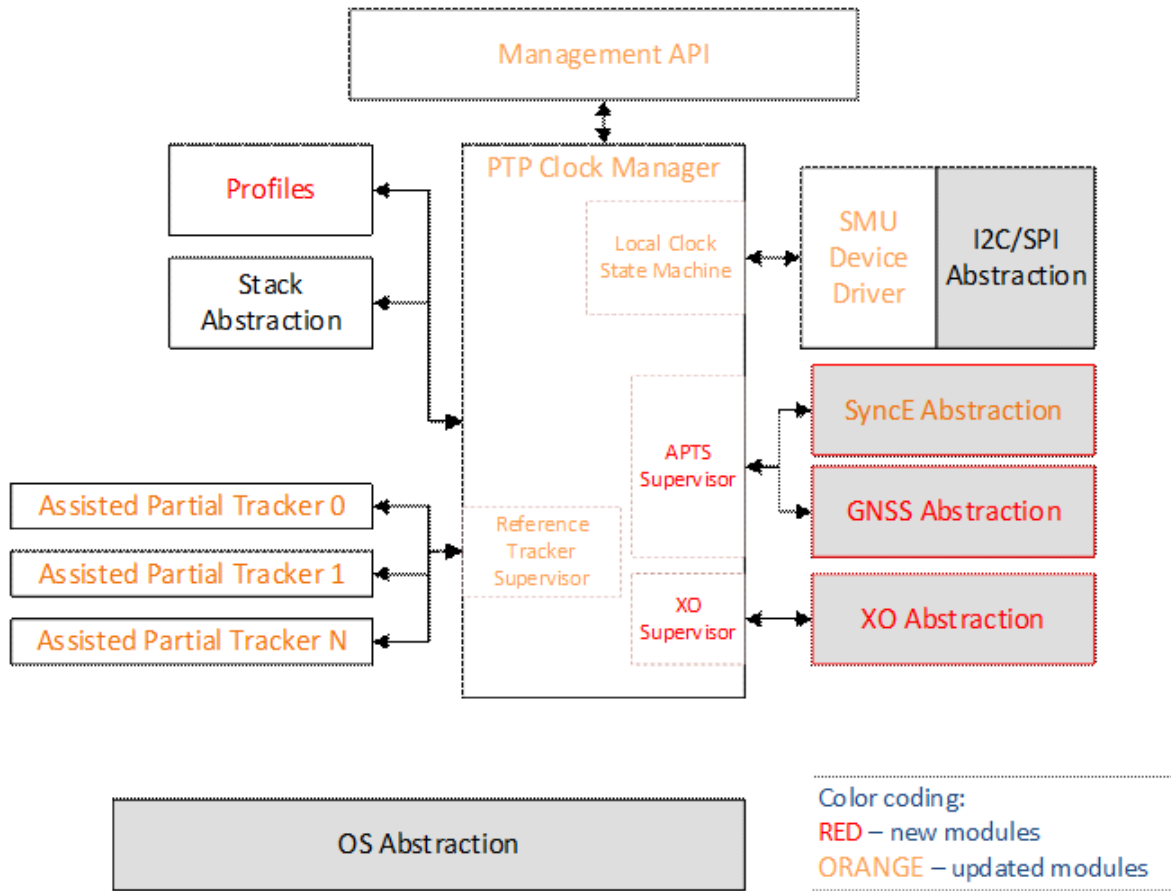 Management API
PTP Clock Manager
Profiles
Local Clock
State Machine
SMU
Device
Driver
I2C/SPI
Abstraction
Stack
Abstraction
SyncE Abstraction
APTS
Supervisor
GNSS Abstraction
Assisted Partial Tracker 0
Assisted Partial Tracker 1
Assisted Partial Tracker N
Reference
Tracker
Supervisor
XO
Supervisor
XO Abstraction
OS Abstraction
Color coding:
RED – new modules
ORANGE – updated modules